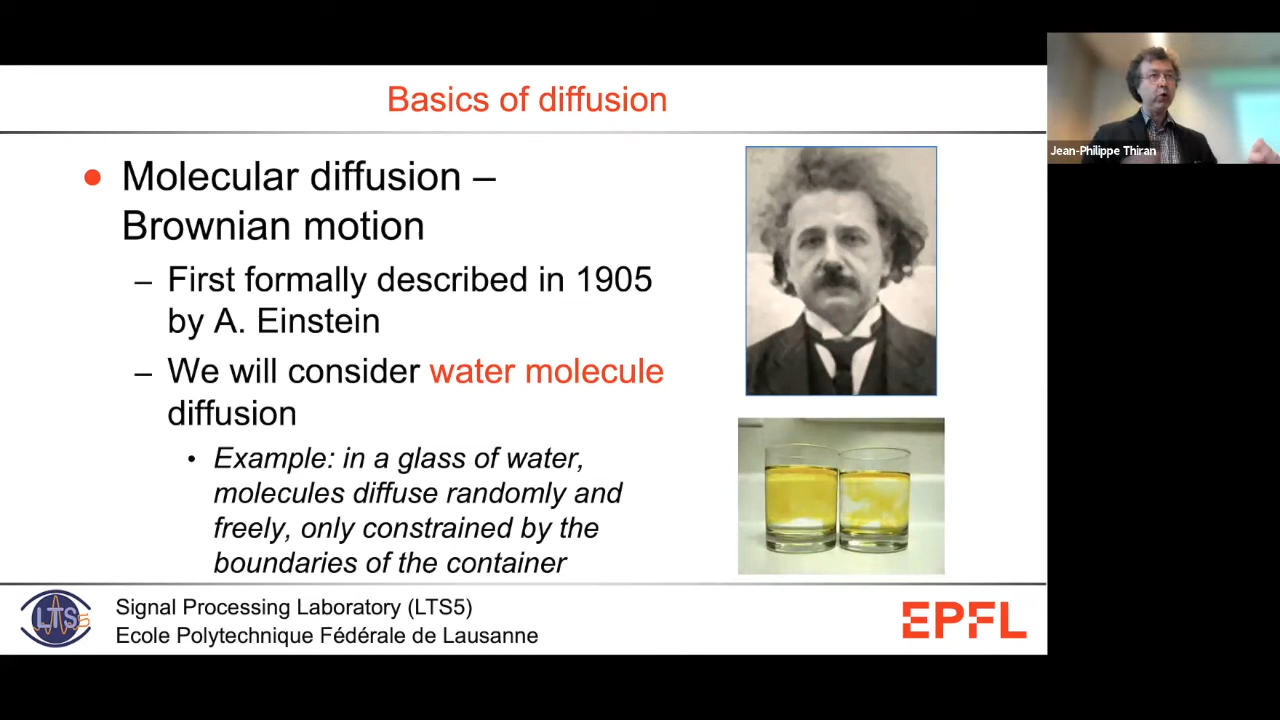 Basics of diffusion
Jean-Philippe Thiran
• Molecular diffusion –
Brownian motion
– First formally described in 1905
by A. Einstein
– We will consider water molecule
diffusion
• Example: in a glass of water,
molecules diffuse randomly and
freely, only constrained by the
boundaries of the container
LTS5
Signal Processing Laboratory (LTS5)
Ecole Polytechnique Fédérale de Lausanne
EPFL